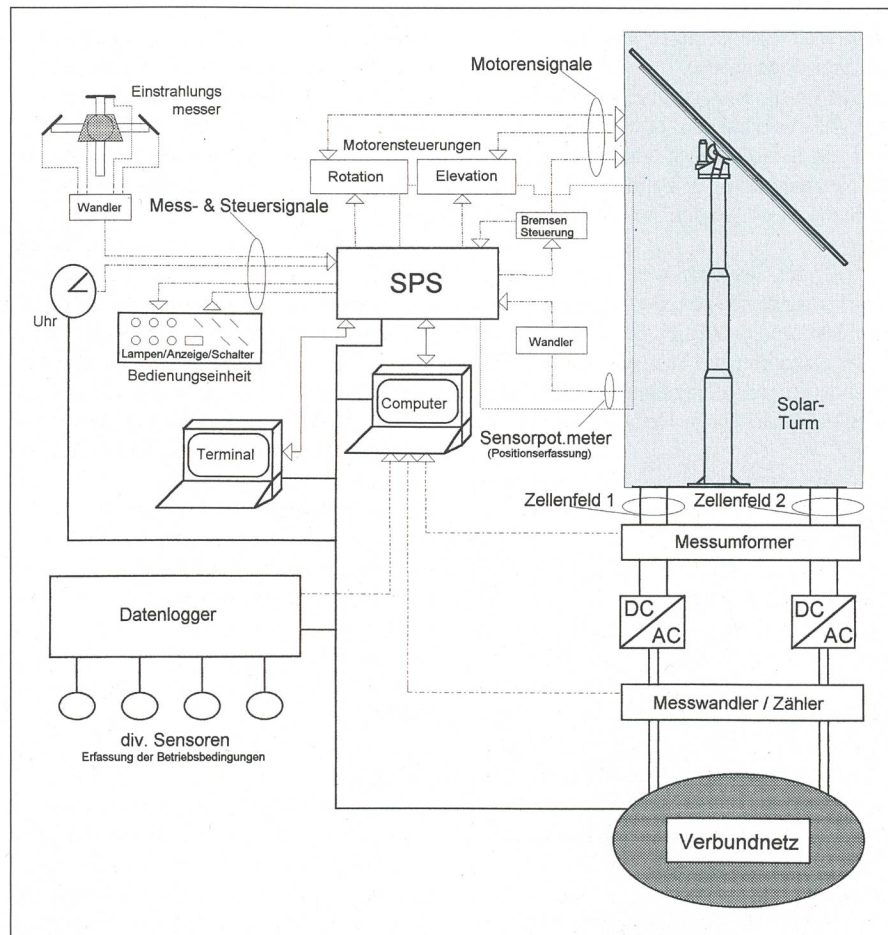 Einstrahlungs
messer
Motorensignale
Motorensteuerungen
Rotation
Elevation
Wandler
Mess- & Steuersignale
Bremsen
Steuerung
SPS
Uhr
Lampen/Anzeige/Schalter
Bedienungseinheit
Wandler
Computer
Terminal
Sensorpot.meter
(Positionserfassung)
Solar-
Turm
Zellenfeld 1
Zellenfeld 2
Messumformer
Datenlogger
DC
AC
DC
AC
Messwandler / Zähler
div. Sensoren
Erfassung der Betriebsbedingungen
Verbundnetz